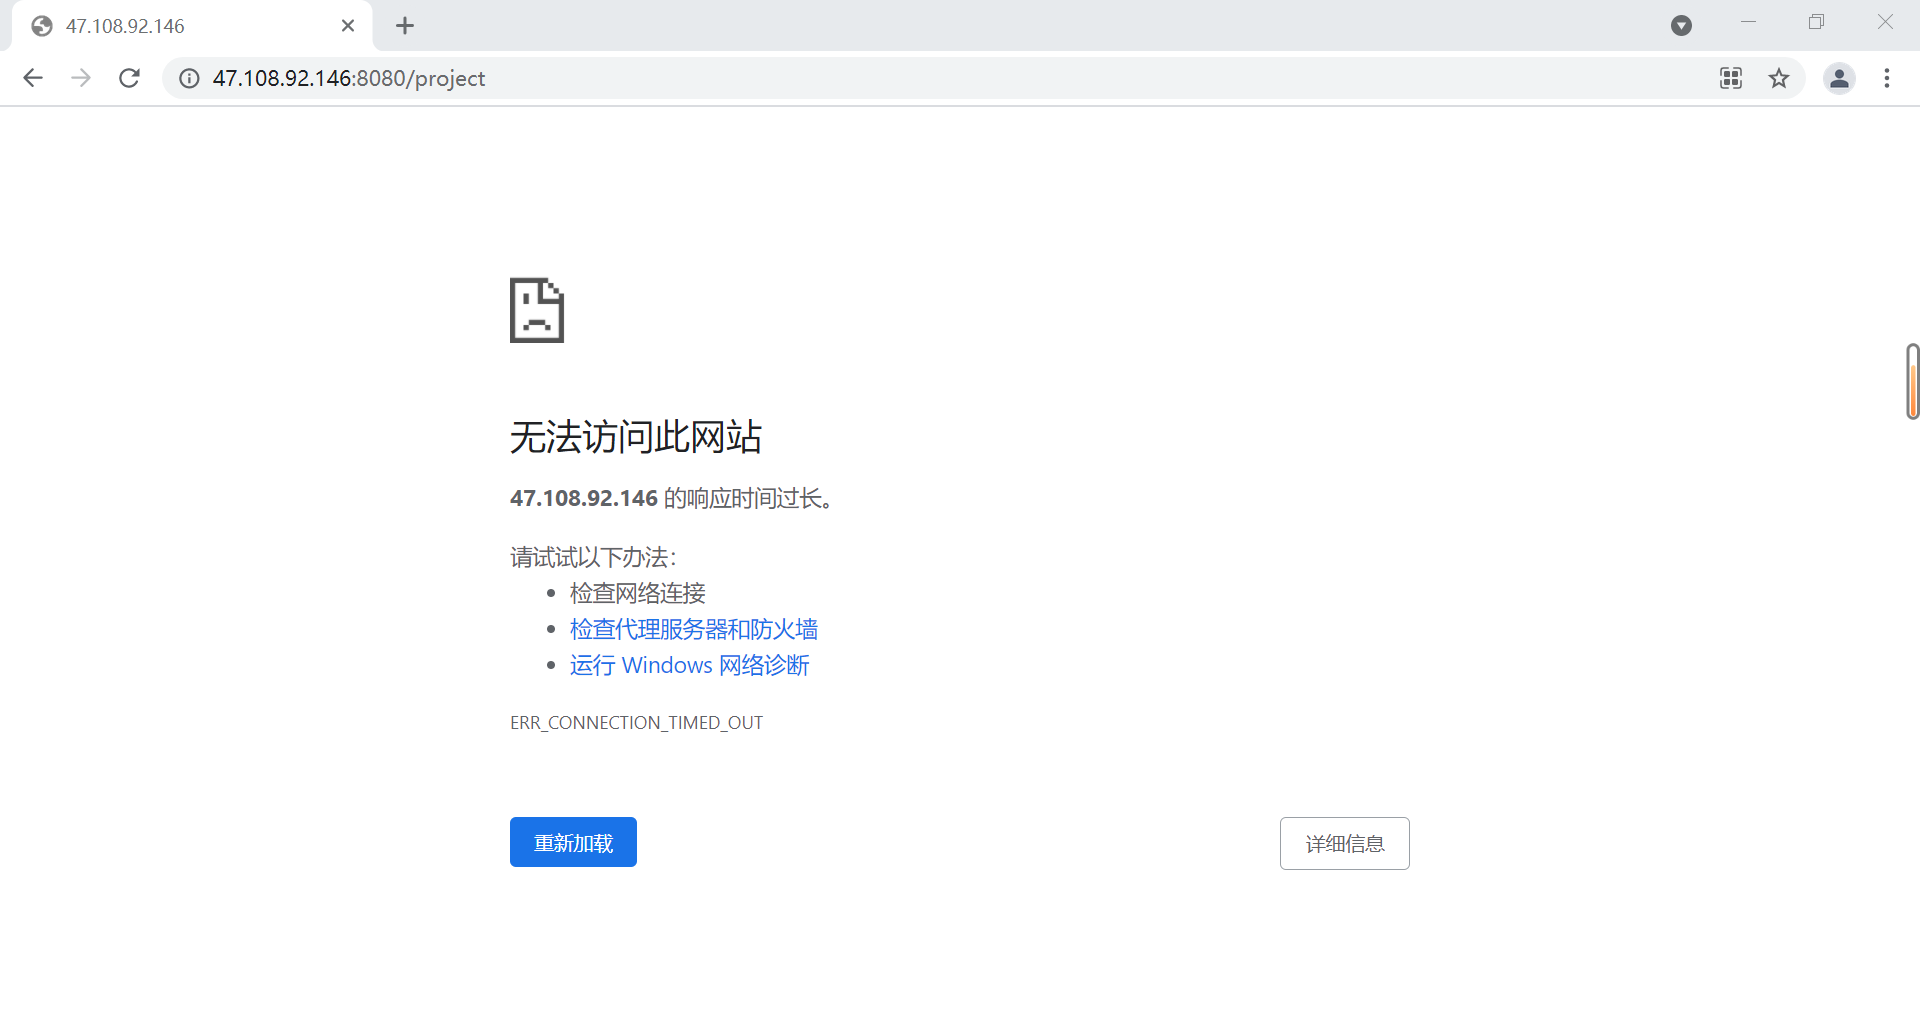 47.108.92.146
47.108.92.146:8080/project
无法访问此网站
47.108.92.146 的响应时间过长。
请试试以下办法：
检查网络连接
检查代理服务器和防火墙
运行 Windows 网络诊断
ERR_CONNECTION_TIMED_OUT
重新加载
详细信息